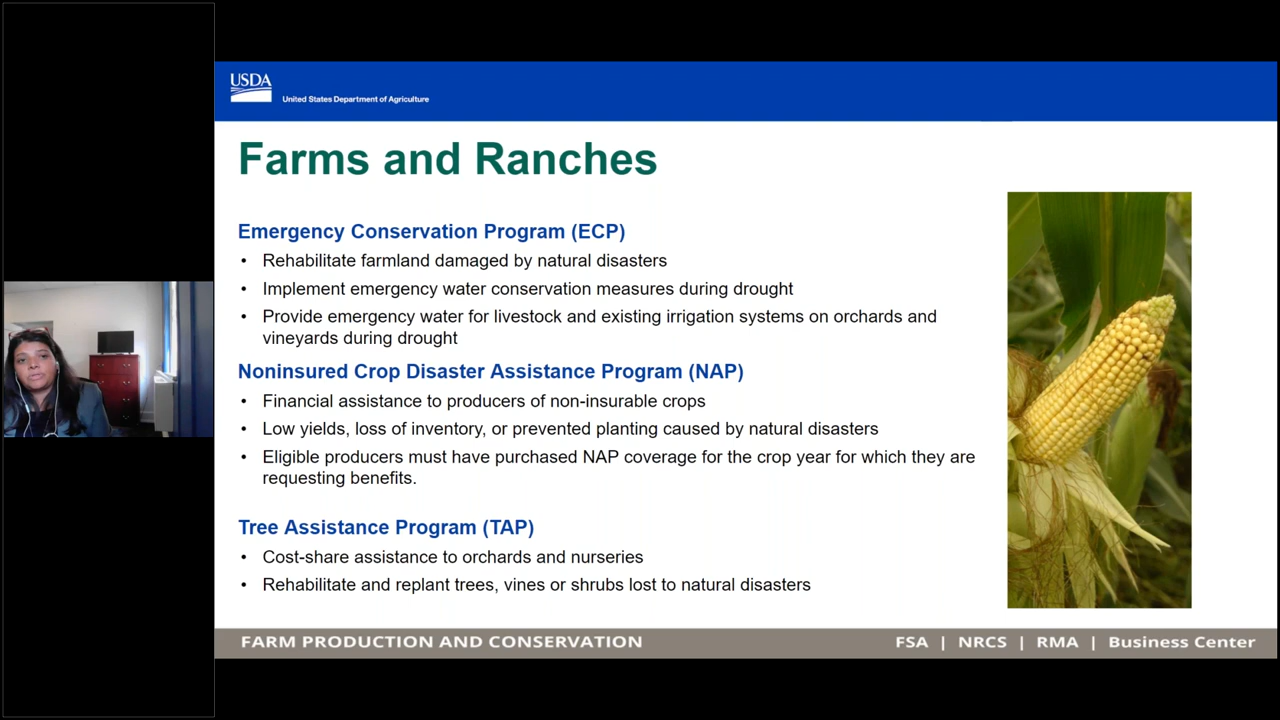 USDA
United States Department of Agriculture
Farms and Ranches
Emergency Conservation Program (ECP)
• Rehabilitate farmland damaged by natural disasters
• Implement emergency water conservation measures during drought
• Provide emergency water for livestock and existing irrigation systems on orchards and
vineyards during drought
Noninsured Crop Disaster Assistance Program (NAP)
• Financial assistance to producers of non-insurable crops
• Low yields, loss of inventory, or prevented planting caused by natural disasters
• Eligible producers must have purchased NAP coverage for the crop year for which they are
requesting benefits.
Tree Assistance Program (TAP)
• Cost-share assistance to orchards and nurseries
• Rehabilitate and replant trees, vines or shrubs lost to natural disasters
FARM PRODUCTION AND CONSERVATION
FSA | NRCS | RMA | Business Center